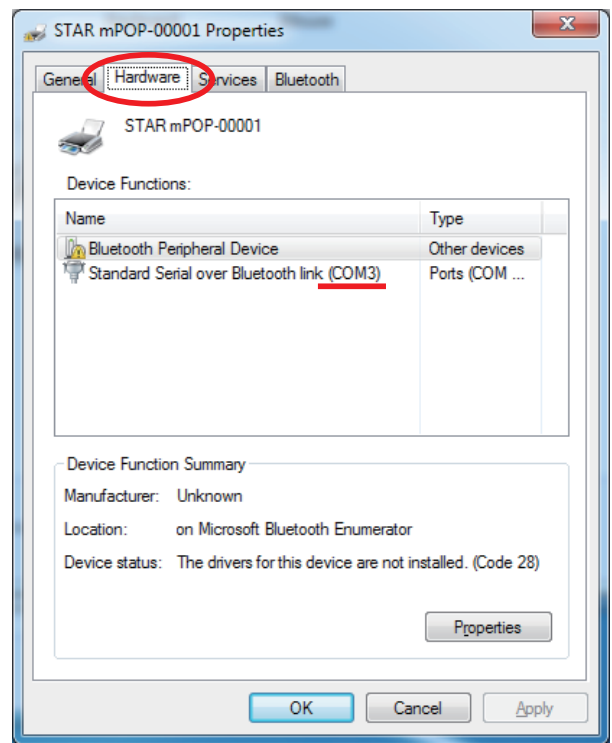 STAR mPOP-00001 Properties
General Hardware Services Bluetooth
STAR mPOP-00001
Device Functions:
Name Type
Bluetooth Peripheral Device Other devices
Standard Serial over Bluetooth link (COM3) Ports (COM ...
Device Function Summary
Manufacturer: Unknown
Location: on Microsoft Bluetooth Enumerator
Device status: The drivers for this device are not installed. (Code 28)
Properties
OK Cancel Apply